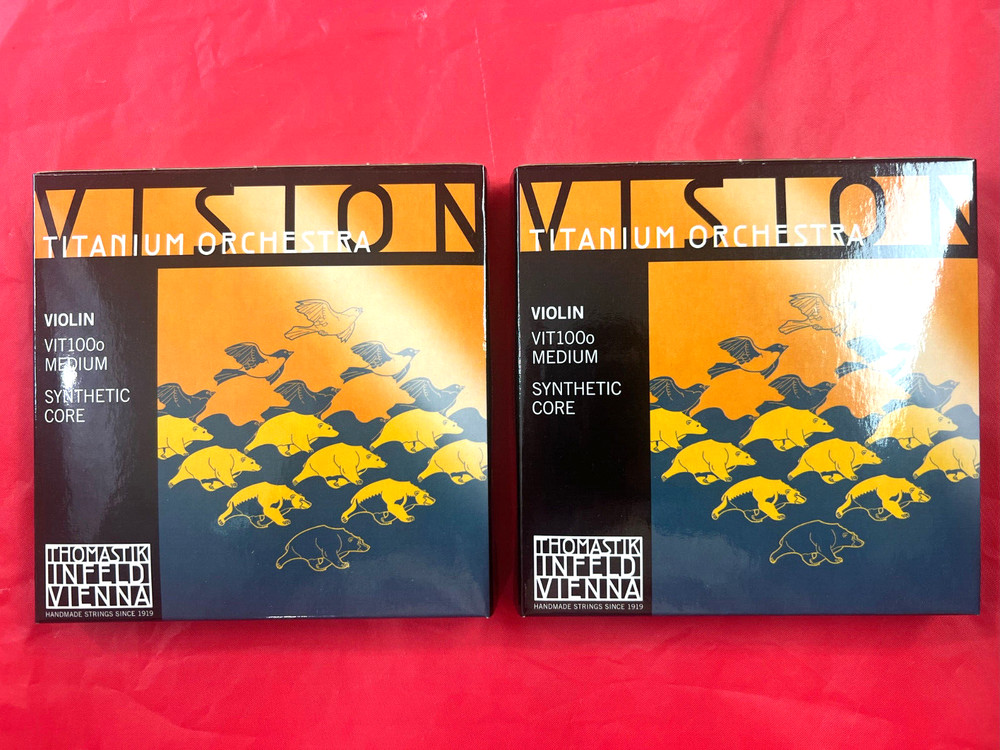 VISION
TITANIUM ORCHESTRA
VIOLIN
VIT100o
MEDIUM
SYNTHETIC
CORE
THOMASTIK
INFELD
VIENNA
HANDMADE STRINGS SINCE 1919
VISION
TITANIUM ORCHESTRA
VIOLIN
VIT100o
MEDIUM
SYNTHETIC
CORE
THOMASTIK
INFELD
VIENNA
HANDMADE STRINGS SINCE 1919